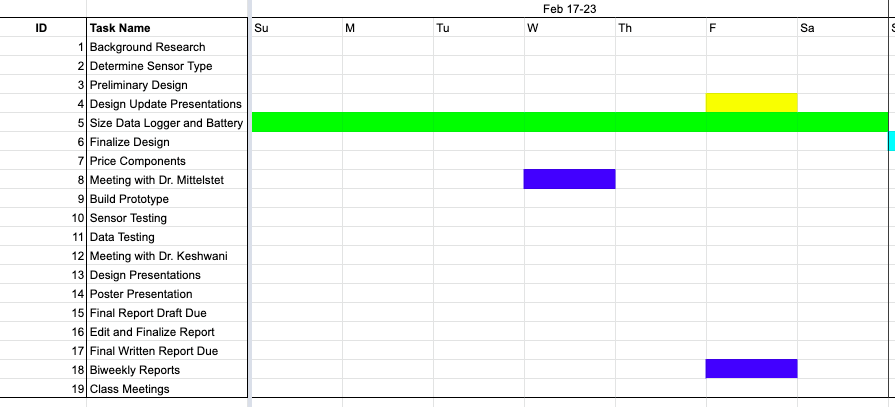 Feb 17-23
ID Task Name Su M Tu W Th F Sa S
1 Background Research
2 Determine Sensor Type
3 Preliminary Design
4 Design Update Presentations
5 Size Data Logger and Battery
6 Finalize Design
7 Price Components
8 Meeting with Dr. Mittelstet
9 Build Prototype
10 Sensor Testing
11 Data Testing
12 Meeting with Dr. Keshwani
13 Design Presentations
14 Poster Presentation
15 Final Report Draft Due
16 Edit and Finalize Report
17 Final Written Report Due
18 Biweekly Reports
19 Class Meetings